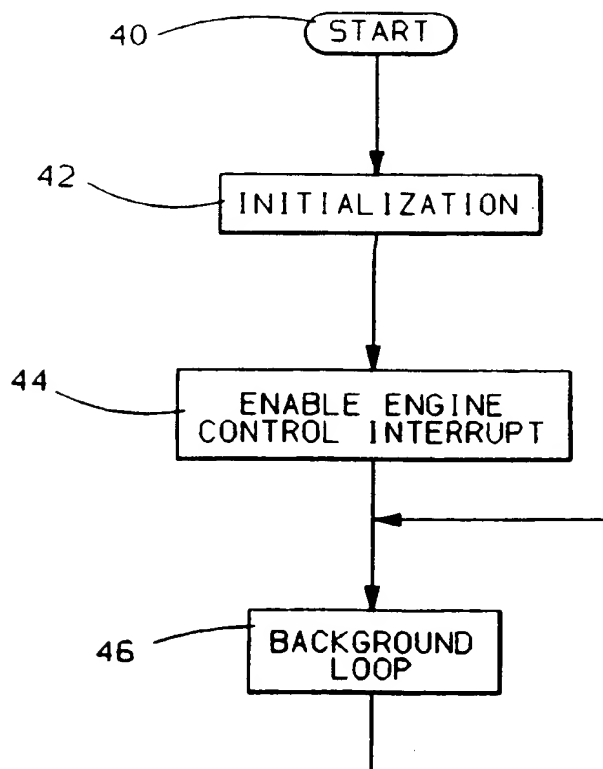 40
START
42
INITIALIZATION
44
ENABLE ENGINE
CONTROL INTERRUPT
46
BACKGROUND
LOOP